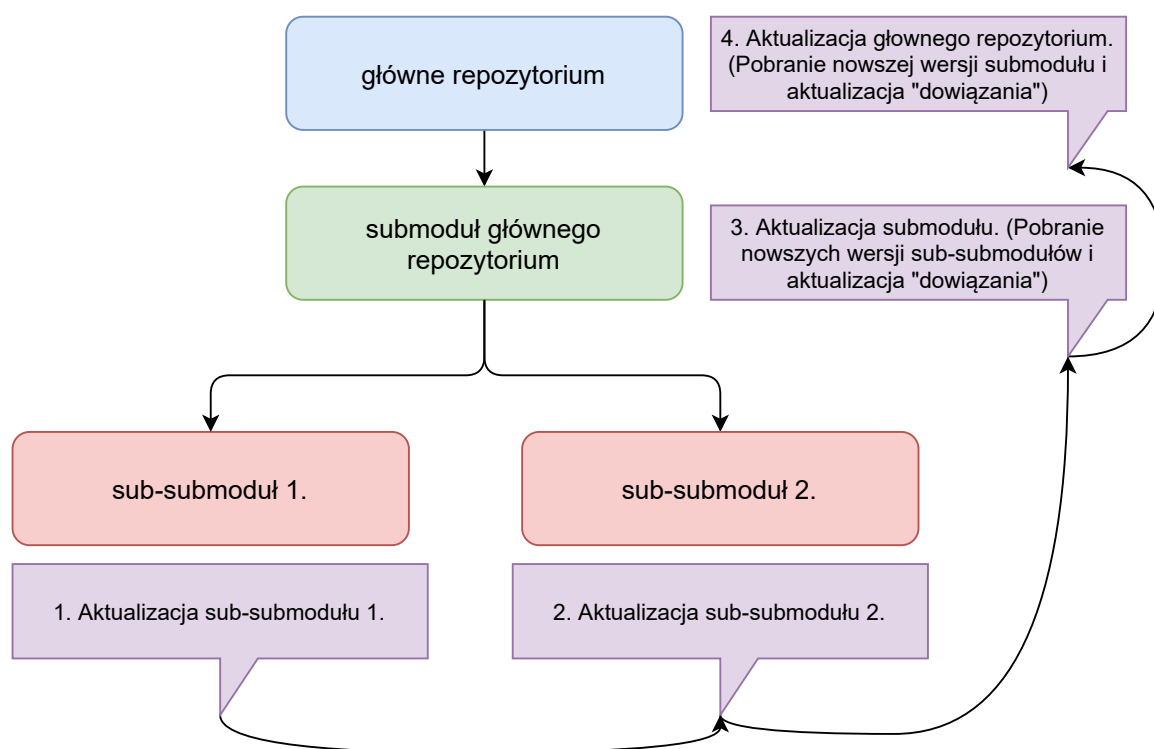 główne repozytorium
4. Aktualizacja głownego repozytorium.
(Pobranie nowszej wersji submodułu i
aktualizacja "dowiązania")
submoduł głównego
repozytorium
3. Aktualizacja submodułu. (Pobranie
nowszych wersji sub-submodułów i
aktualizacja "dowiązania")
sub-submoduł 1.
sub-submoduł 2.
1. Aktualizacja sub-submodułu 1.
2. Aktualizacja sub-submodułu 2.